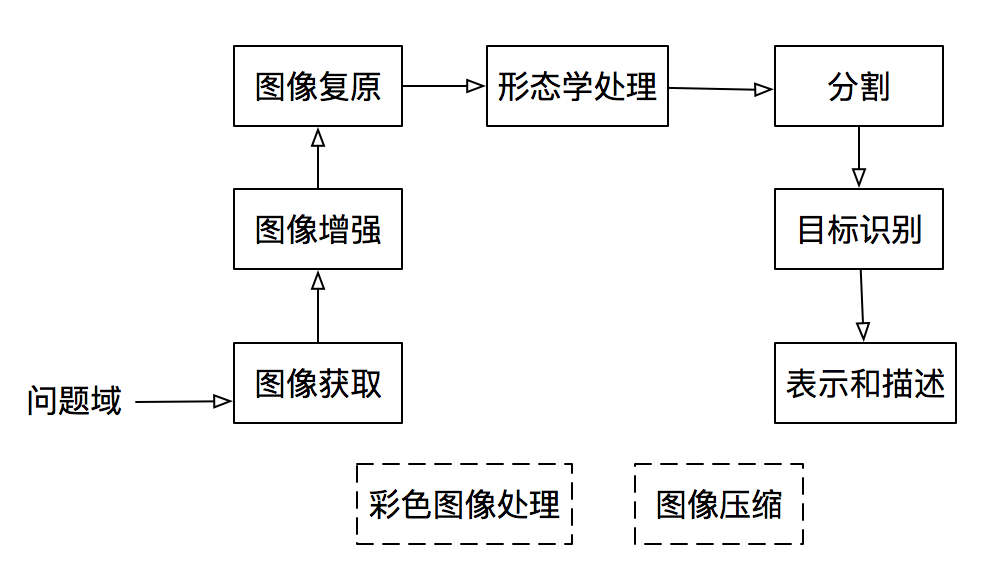 图像复原
形态学处理
分割
图像增强
目标识别
图像获取
表示和描述
问题域
彩色图像处理
图像压缩